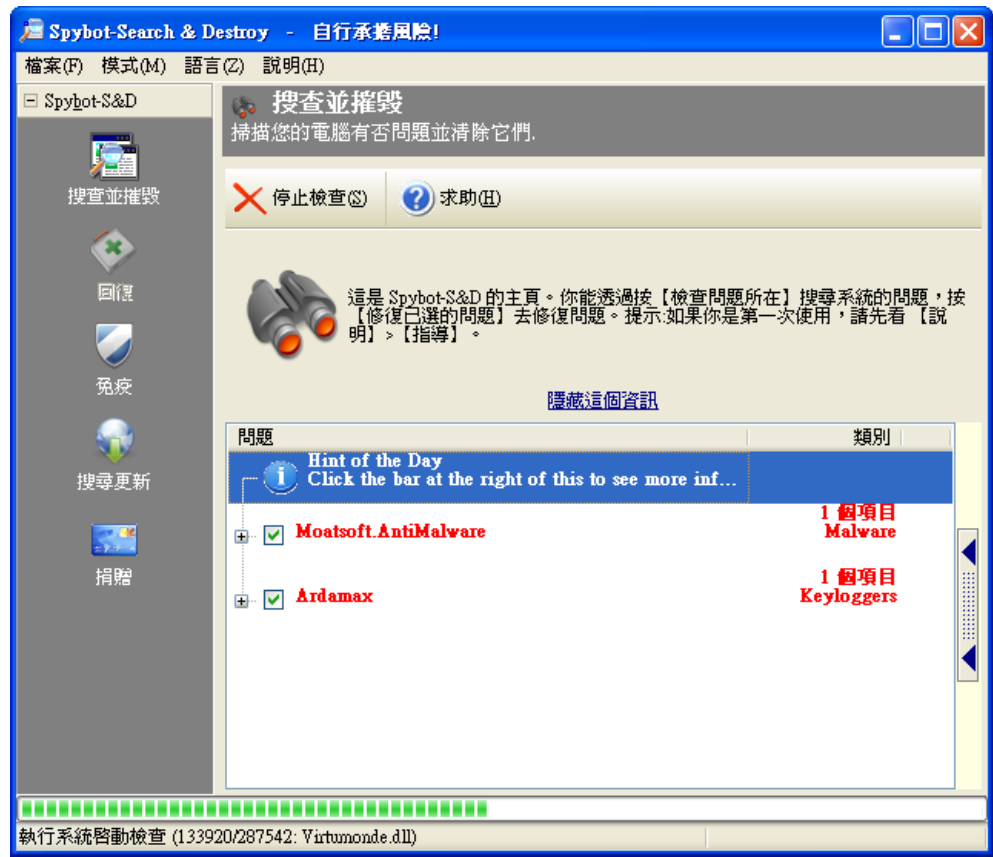 Spybot-Search & Destroy - 自行承擔風險!
檔案(F) 模式(M) 語言(Z) 說明(H)
Spybot-S&D
搜查並摧毀
回復
免疫
搜尋更新
捐贈
搜查並摧毀
掃描您的電腦有否問題並清除它們.
停止檢查(S) 求助(H)
這是 Spybot-S&D 的主頁。你能透過按【檢查問題所在】搜尋系統的問題，按
【修復已選的問題】去修復問題。提示:如果你是第一次使用，請先看 【說
明】>【指導】。
隱藏這個資訊
問題 類別
Hint of the Day
Click the bar at the right of this to see more inf...
Moatsoft.AntiMalware
1 個項目
Malware
Ardamax
1 個項目
Keyloggers
執行系統啓動檢查 (133920/287542: Virtumonde.dll)